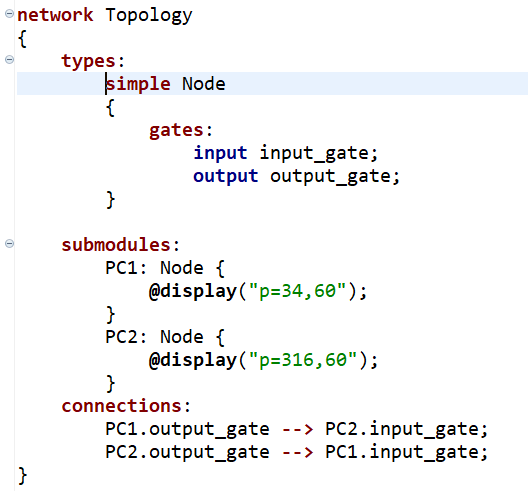 network Topology
{
    types:
        simple Node
        {
            gates:
                input input_gate;
                output output_gate;
        }

    submodules:
        PC1: Node {
            @display("p=34,60");
        }
        PC2: Node {
            @display("p=316,60");
        }
    connections:
        PC1.output_gate --> PC2.input_gate;
        PC2.output_gate --> PC1.input_gate;
}